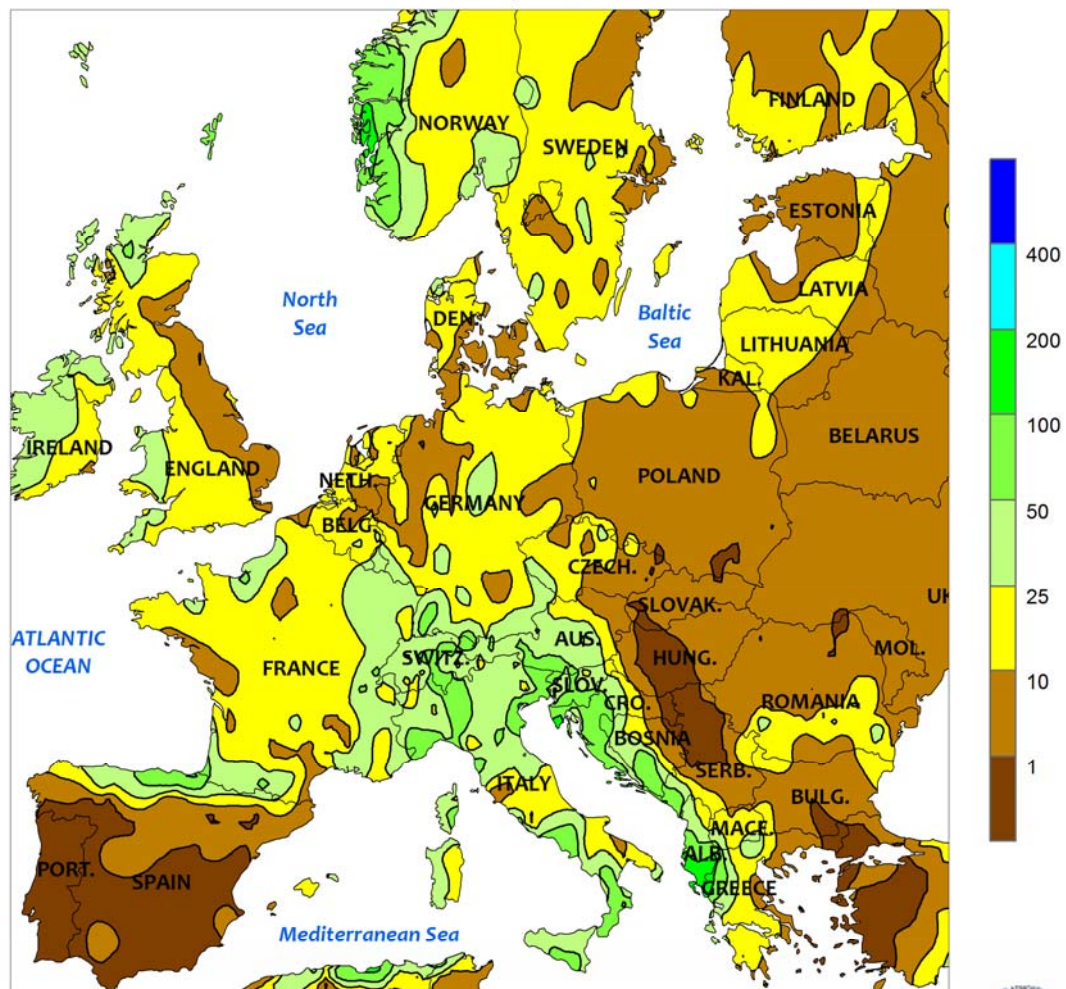 NORWAY
FINLAND
SWEDEN
ESTONIA
North
Sea
Baltic
Sea
LATVIA
DEN.
LITHUANIA
KAL.
IRELAND
ENGLAND
NETH.
GERMANY
POLAND
BELARUS
BELG.
CZECH.
SLOVAK.
UK
ATLANTIC
OCEAN
FRANCE
SWITZ.
AUS.
HUNG.
MOL.
SLOV.
CRO.
ROMANIA
BOSNIA
SERB.
ITALY
BULG.
MACE.
PORT.
SPAIN
ALB.
GREECE
Mediterranean Sea
400
200
100
50
25
10
1